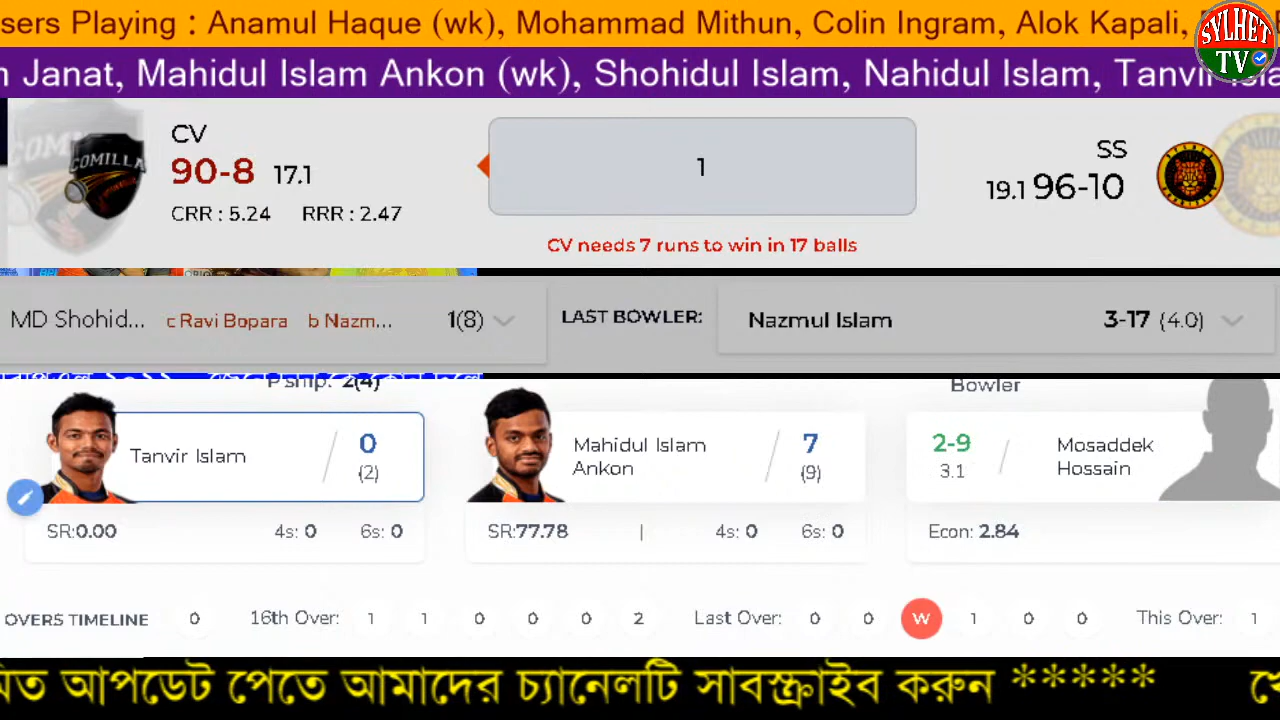 sers Playing : Anamul Haque (wk), Mohammad Mithun, Colin Ingram, Alok Kapali,
SYLHET
TV
n Janat, Mahidul Islam Ankon (wk), Shohidul Islam, Nahidul Islam, Tanvir
COMILLA
CV
90-8 17.1
CRR : 5.24 RRR : 2.47
1
CV needs 7 runs to win in 17 balls
SS
19.1 96-10
MD Shohid... c Ravi Bopara b Nazm... 1(8)
LAST BOWLER: Nazmul Islam 3-17 (4.0)
P'ship: 2(4)
Bowler
Tanvir Islam 0
(2)
SR:0.00 4s: 0 6s: 0
Mahidul Islam
Ankon
7
(9)
SR:77.78 | 4s: 0 6s: 0
2-9
3.1
Mosaddek
Hossain
Econ: 2.84
OVERS TIMELINE 0 16th Over: 1 1 0 0 0 2 Last Over: 0 0 W 1 0 0 This Over: 1
আপডেট পেতে আমাদের চ্যানেলটি সাবস্ক্রাইব করুন *****